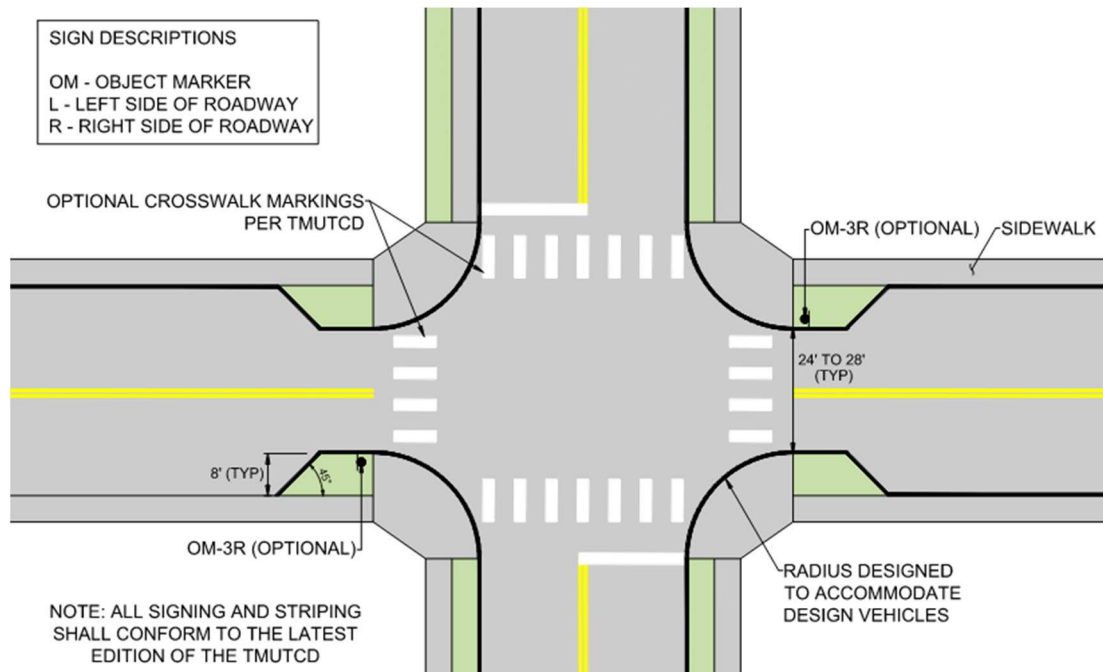 SIGN DESCRIPTIONS
OM - OBJECT MARKER
L - LEFT SIDE OF ROADWAY
R - RIGHT SIDE OF ROADWAY
OPTIONAL CROSSWALK MARKINGS
PER TMUTCD
OM-3R (OPTIONAL)
SIDEWALK
24' TO 28'
(TYP)
8' (TYP)
45°
OM-3R (OPTIONAL)
RADIUS DESIGNED
TO ACCOMMODATE
DESIGN VEHICLES
NOTE: ALL SIGNING AND STRIPING
SHALL CONFORM TO THE LATEST
EDITION OF THE TMUTCD